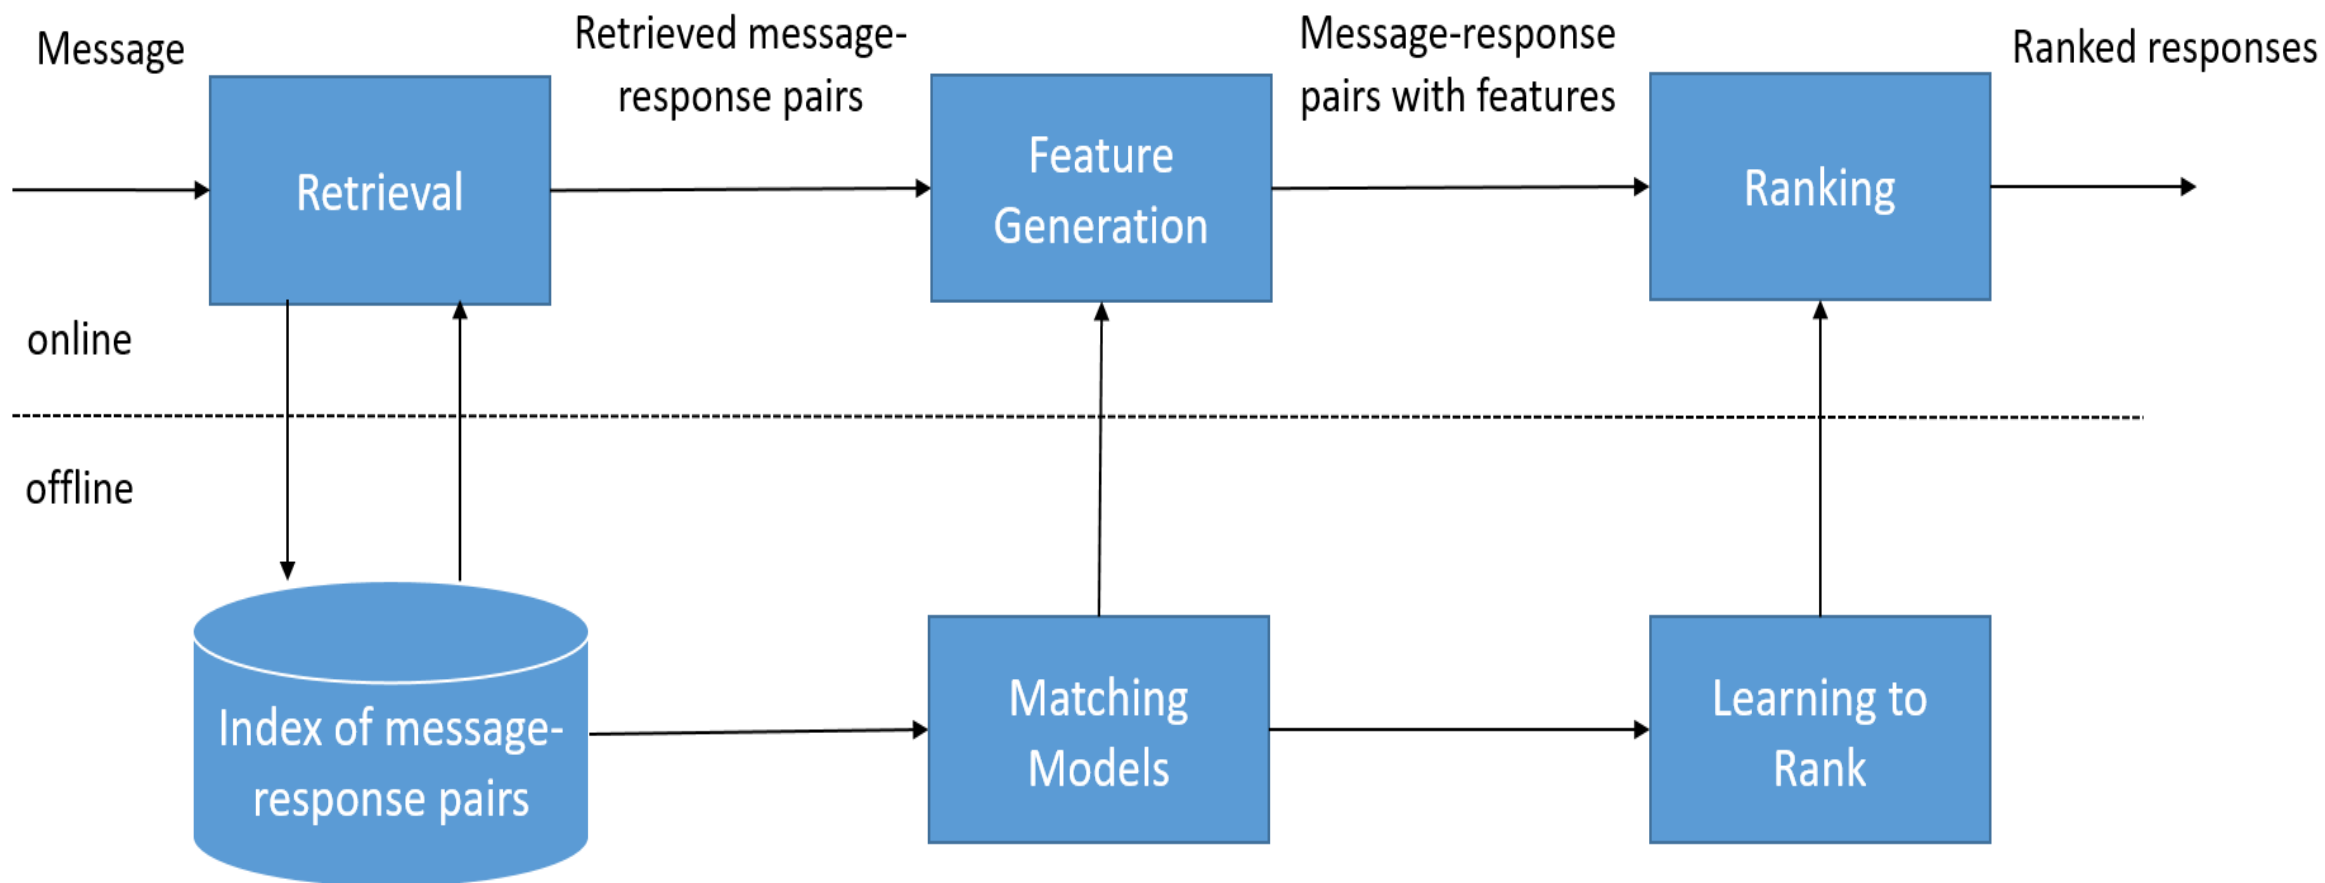 Message
Retrieved message-
response pairs
Message-response
pairs with features
Ranked responses
Retrieval
Feature
Generation
Ranking
online
offline
Index of message-
response pairs
Matching
Models
Learning to
Rank